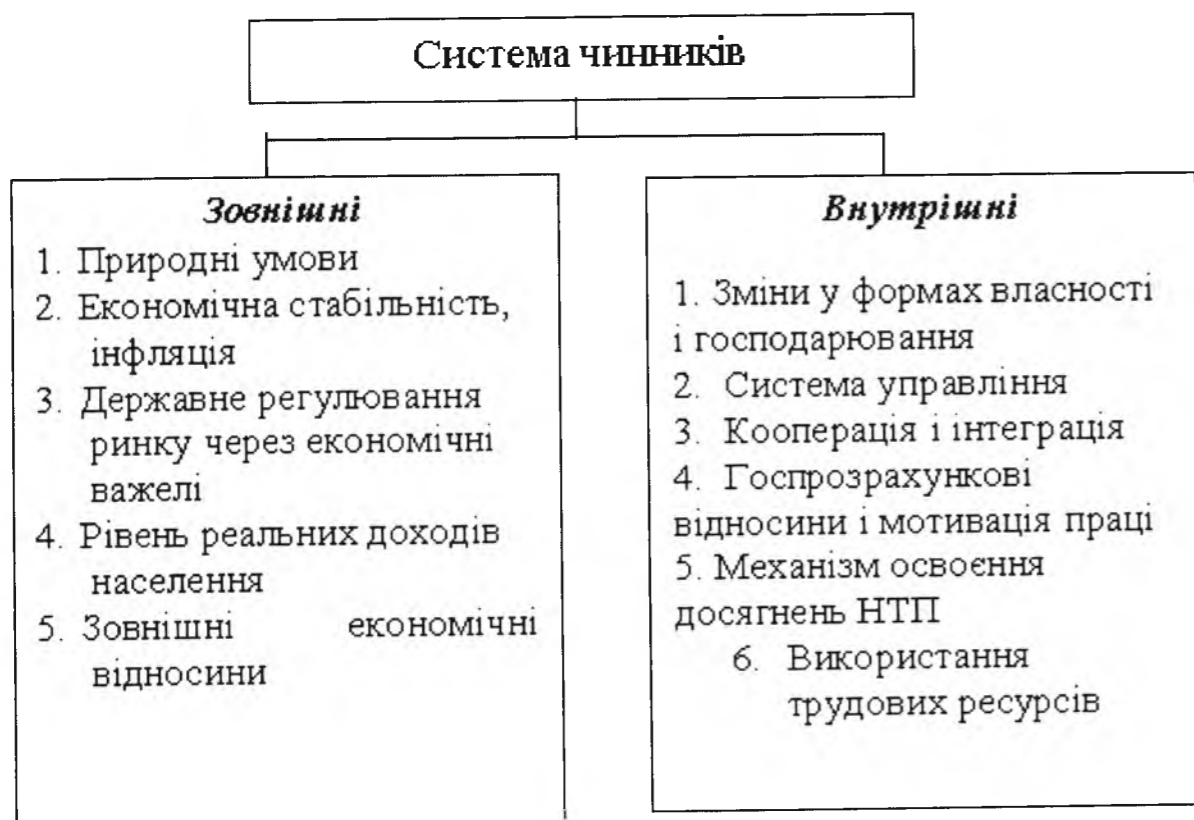 Система чинників
Зовнішні
1. Природні умови
2. Економічна стабільність,
інфляція
3. Державне регулювання
ринку через економічні
важелі
4. Рівень реальних доходів
населення
5. Зовнішні економічні
відносини
Внутрішні
1. Зміни у формах власності
і господарювання
2. Система управління
3. Кооперація і інтеграція
4. Госпрозрахункові
відносини і мотивація праці
5. Механізм освоєння
досягнень НТП
6. Використання
трудових ресурсів